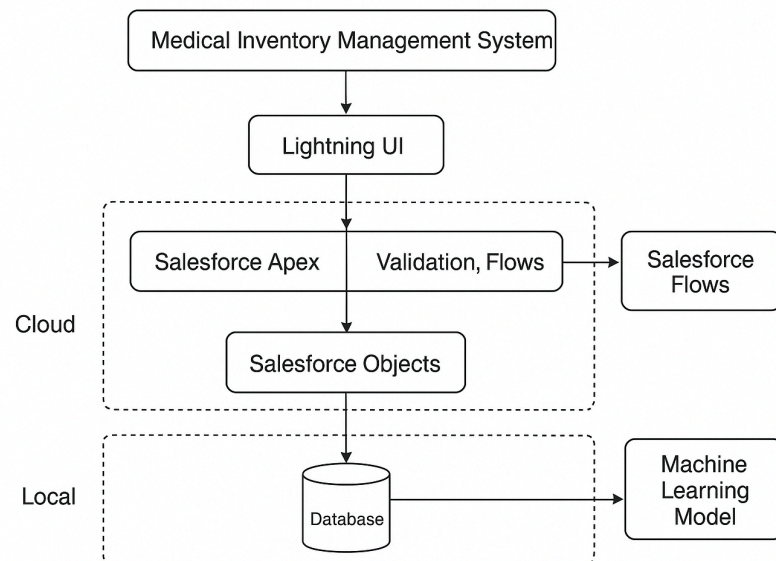 Medical Inventory Management System
Lightning UI
Salesforce Apex
Validation, Flows
Salesforce
Flows
Cloud
Salesforce Objects
Local
Database
Machine
Learning
Model